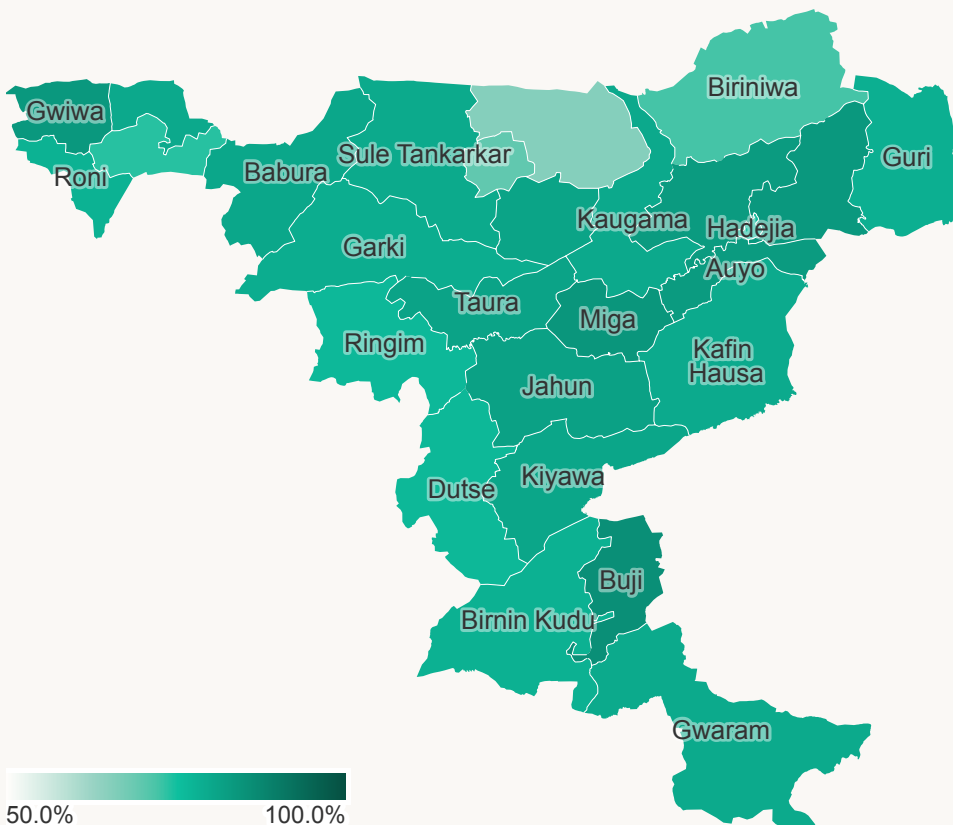 Biriniwa
Gwiwa
Sule Tankarkar
Guri
Babura
Roni
Kaugama
Hadejia
Garki
Auyo
Taura
Miga
Ringim
Kafin
Hausa
Jahun
Kiyawa
Dutse
Buji
Birnin Kudu
Gwaram
50.0%
100.0%